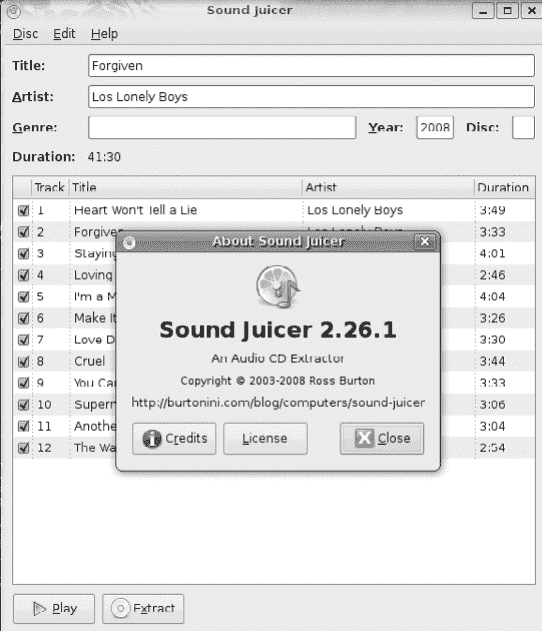 Sound Juicer
Disc Edit Help
Title: Forgiven
Artist: Los Lonely Boys
Genre: Year: 2008 Disc:
Duration: 41:30
Track Title Artist Duration
1 Heart Won't Tell a Lie Los Lonely Boys 3:49
2 Forgiven Los Lonely Boys 3:33
3 Staying 4:01
4 Loving 2:46
5 I'm a M 4:04
6 Make It 3:26
7 Love D 3:30
8 Cruel 3:44
9 You Ca 3:33
10 Supern 3:06
11 Anothe 3:04
12 The Wa 2:54
About Sound Juicer
Sound Juicer 2.26.1
An Audio CD Extractor
Copyright © 2003-2008 Ross Burton
http://burtonini.com/blog/computers/sound-juicer
Credits License Close
Play Extract